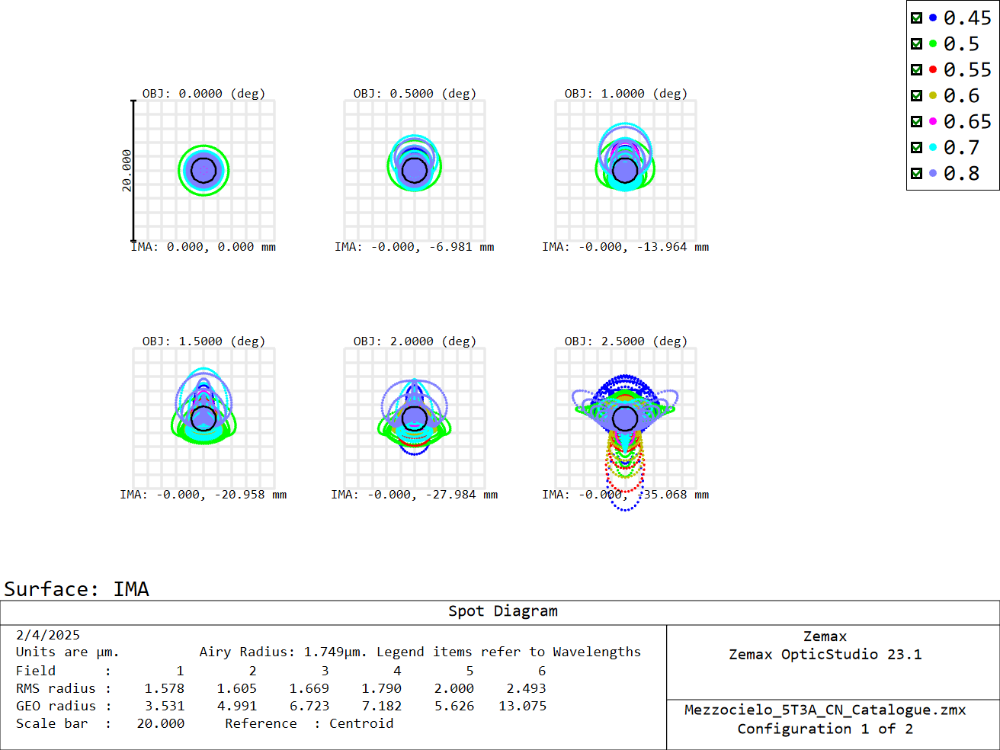 0.45
0.5
0.55
0.6
0.65
0.7
0.8
OBJ: 0.0000 (deg)
OBJ: 0.5000 (deg)
OBJ: 1.0000 (deg)
20.000
IMA: 0.000, 0.000 mm
IMA: -0.000, -6.981 mm
IMA: -0.000, -13.964 mm
OBJ: 1.5000 (deg)
OBJ: 2.0000 (deg)
OBJ: 2.5000 (deg)
IMA: -0.000, -20.958 mm
IMA: -0.000, -27.984 mm
IMA: -0.000, -35.068 mm
Surface: IMA
Spot Diagram
2/4/2025
Units are µm. Airy Radius: 1.749µm. Legend items refer to Wavelengths
Field : 1 2 3 4 5 6
RMS radius : 1.578 1.605 1.669 1.790 2.000 2.493
GEO radius : 3.531 4.991 6.723 7.182 5.626 13.075
Scale bar : 20.000 Reference : Centroid
Zemax
Zemax OpticStudio 23.1
Mezzocielo_5T3A_CN_Catalogue.zmx
Configuration 1 of 2